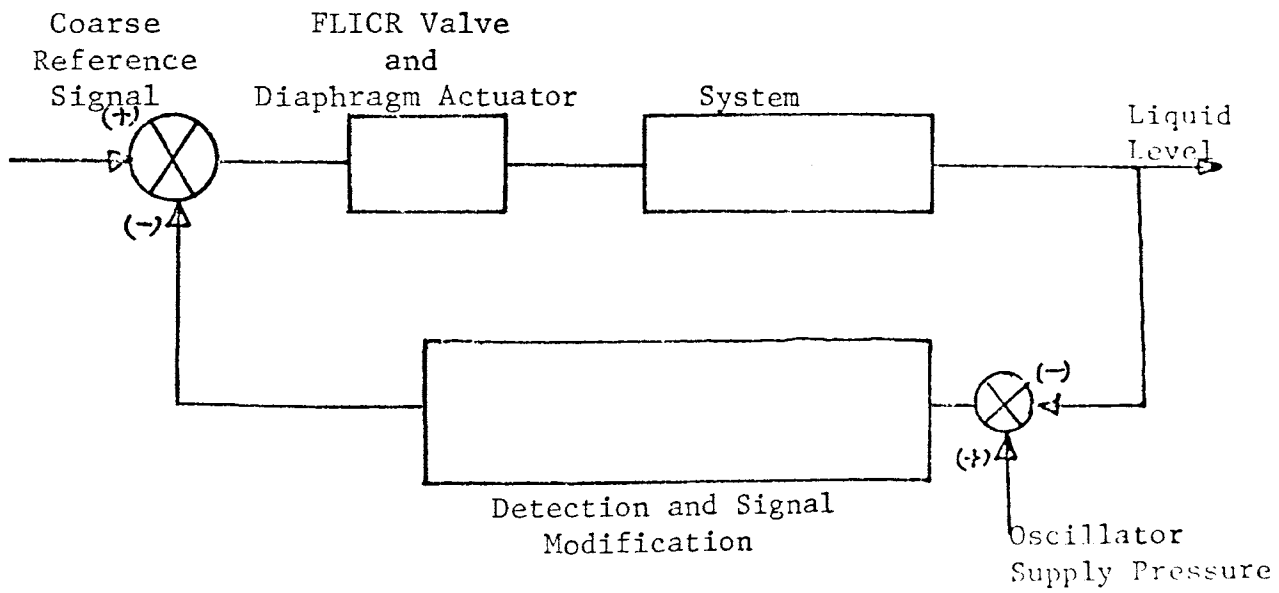 Coarse
Reference
Signal
FLICR Valve
and
Diaphragm Actuator
System
Liquid
Level
(+)
(-)
(-)
(+)
Detection and Signal
Modification
Oscillator
Supply Pressure